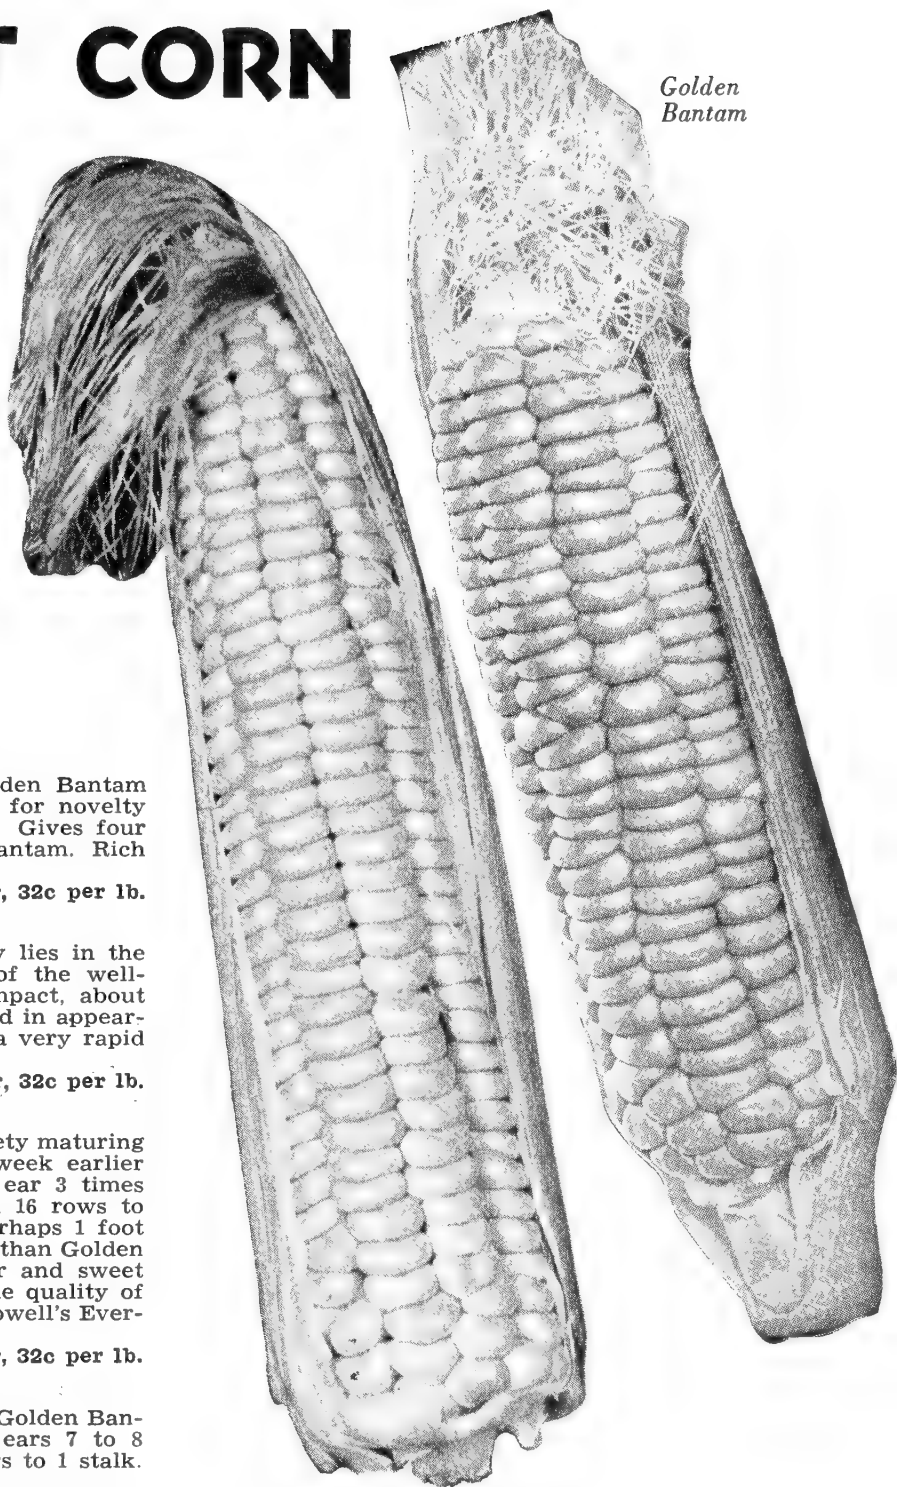 T CORN
Golden
Bantam
den Bantam
for novelty
Gives four
antam. Rich
, 32c per lb.
y lies in the
of the well-
mpact, about
d in appear-
a very rapid
, 32c per lb.
ety maturing
week earlier
ear 3 times
16 rows to
rhaps 1 foot
than Golden
r and sweet
e quality of
owell's Ever-
, 32c per lb.
Golden Ban-
ears 7 to 8
s to 1 stalk.